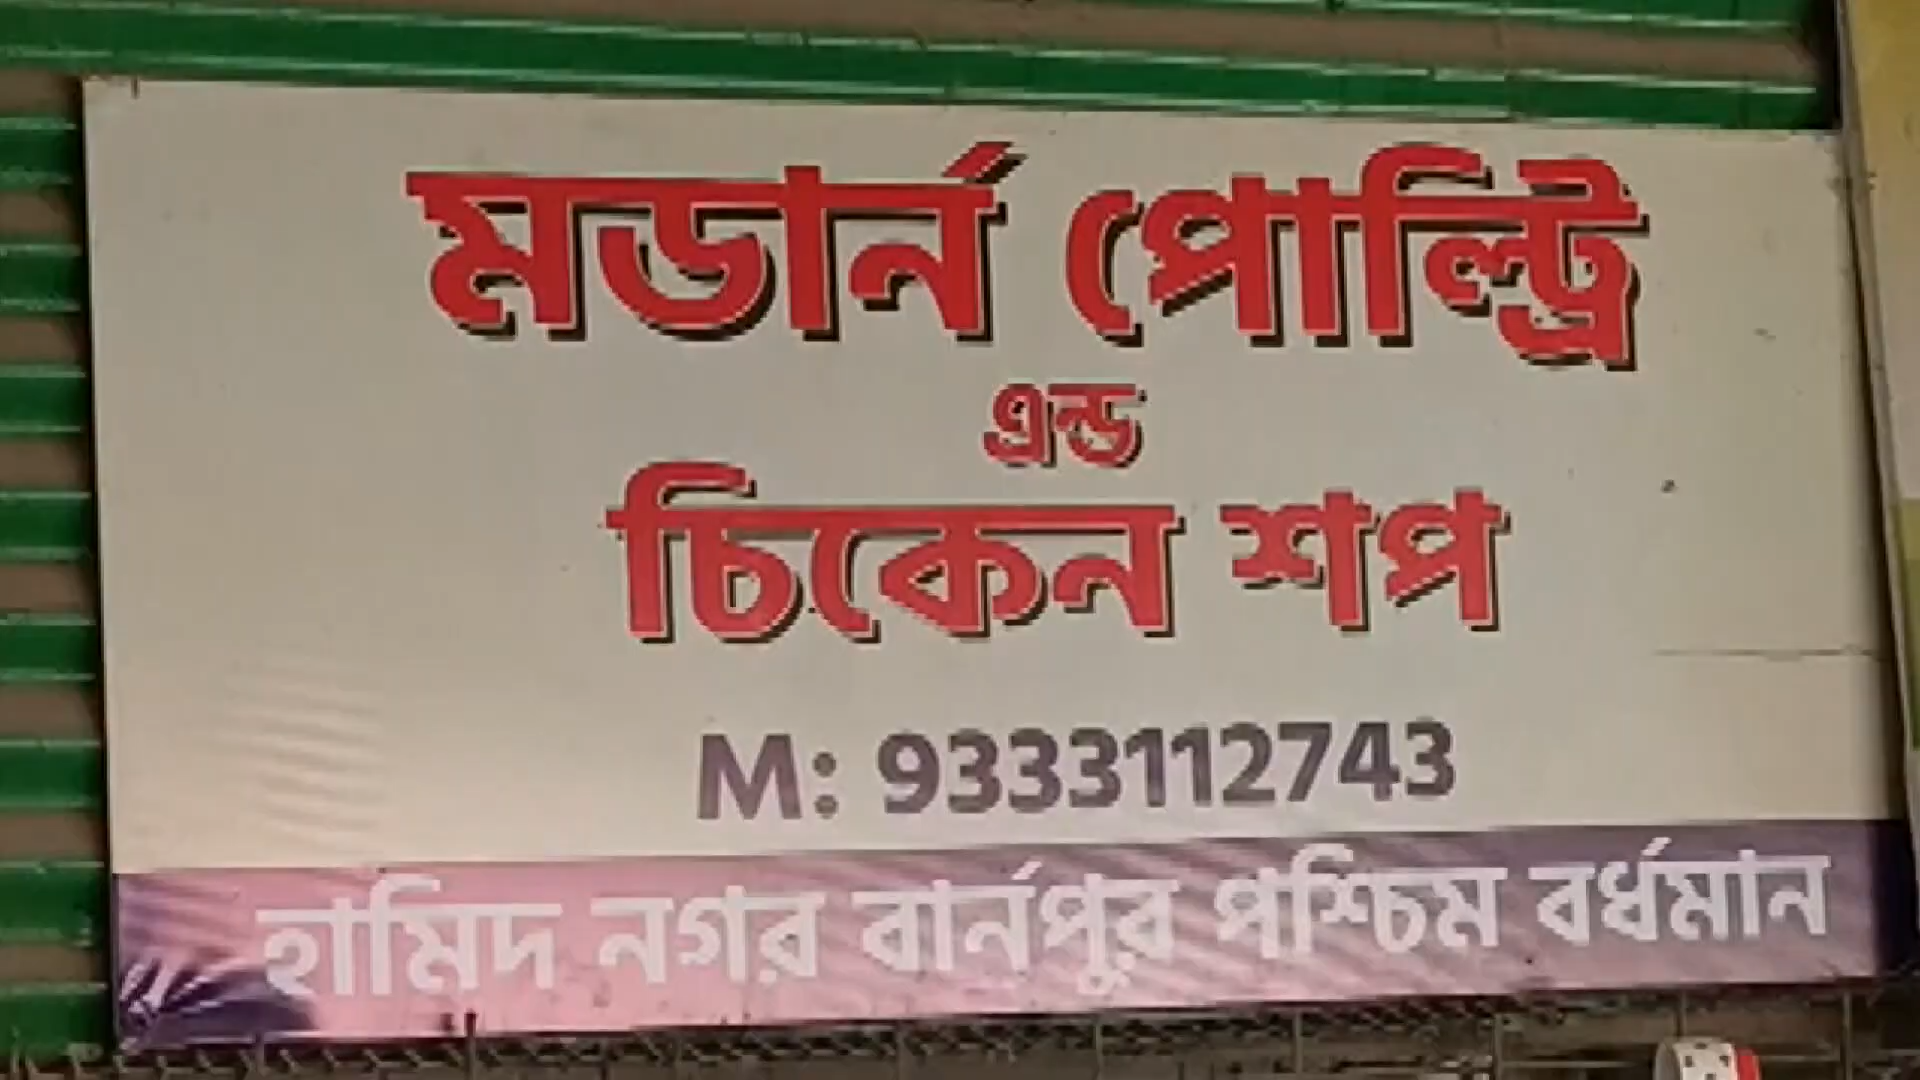 মডার্ন পোল্ট্রি
এন্ড
চিকেন শপ
M: 9333112743
হামিদ নগর বার্নপুর পশ্চিম বর্ধমান